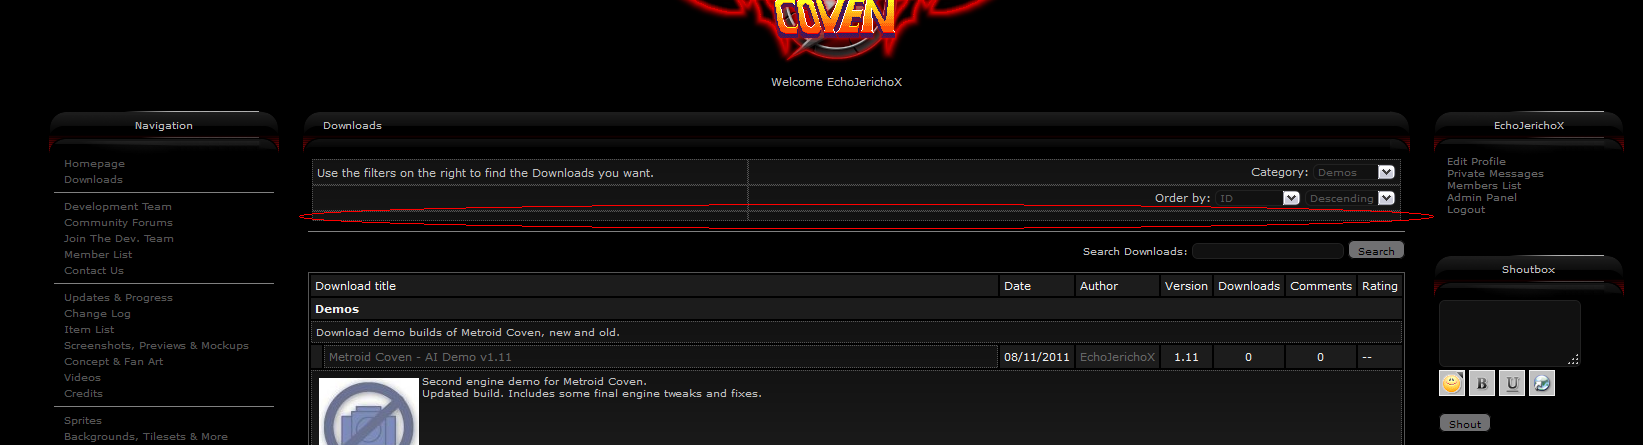 COVEN
Welcome EchoJerichoX
Navigation
Homepage
Downloads
Development Team
Community Forums
Join The Dev. Team
Member List
Contact Us
Updates & Progress
Change Log
Item List
Screenshots, Previews & Mockups
Concept & Fan Art
Videos
Credits
Sprites
Backgrounds, Tilesets & More
Downloads
Use the filters on the right to find the Downloads you want.
Category: Demos
Order by: ID Descending
Search Downloads: Search
Download title Date Author Version Downloads Comments Rating
Demos
Download demo builds of Metroid Coven, new and old.
Metroid Coven - AI Demo v1.11 08/11/2011 EchoJerichoX 1.11 0 0 --
Second engine demo for Metroid Coven.
Updated build. Includes some final engine tweaks and fixes.
EchoJerichoX
Edit Profile
Private Messages
Members List
Admin Panel
Logout
Shoutbox
B U
Shout